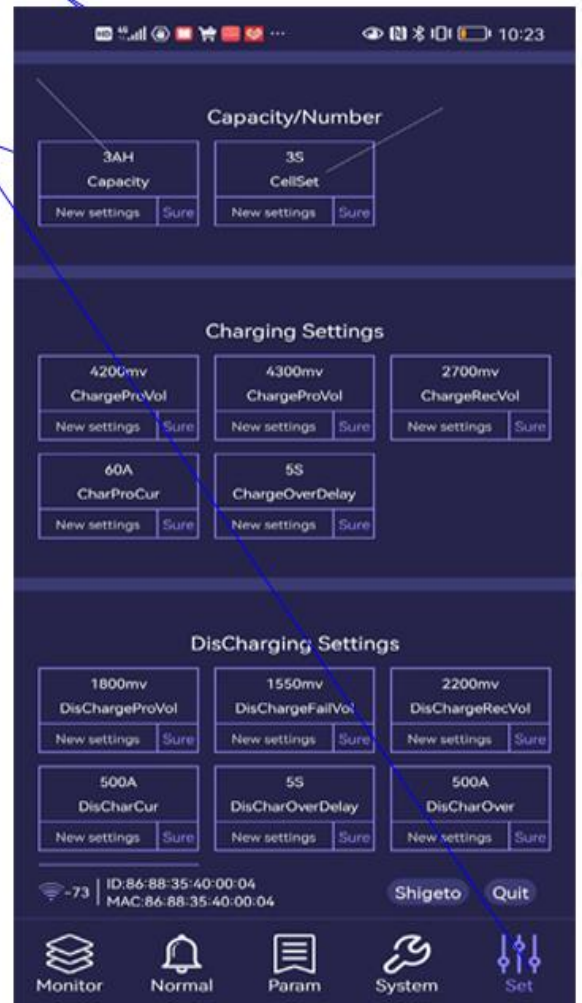 HD 4G 10:23
Capacity/Number
3AH 3S
Capacity CellSet
New settings Sure New settings Sure
Charging Settings
4200mv 4300mv 2700mv
ChargeProVol ChargeProVol ChargeRecVol
New settings Sure New settings Sure New settings Sure
60A 5S
CharProCur ChargeOverDelay
New settings Sure New settings Sure
DisCharging Settings
1800mv 1550mv 2200mv
DisChargeProVol DisChargeFailVol DisChargeRecVol
New settings Sure New settings Sure New settings Sure
500A 5S 500A
DisCharCur DisCharOverDelay DisCharOver
New settings Sure New settings Sure New settings Sure
-73 ID:86:88:35:40:00:04 Shigeto Quit
MAC:86:88:35:40:00:04
Monitor Normal Param System Set